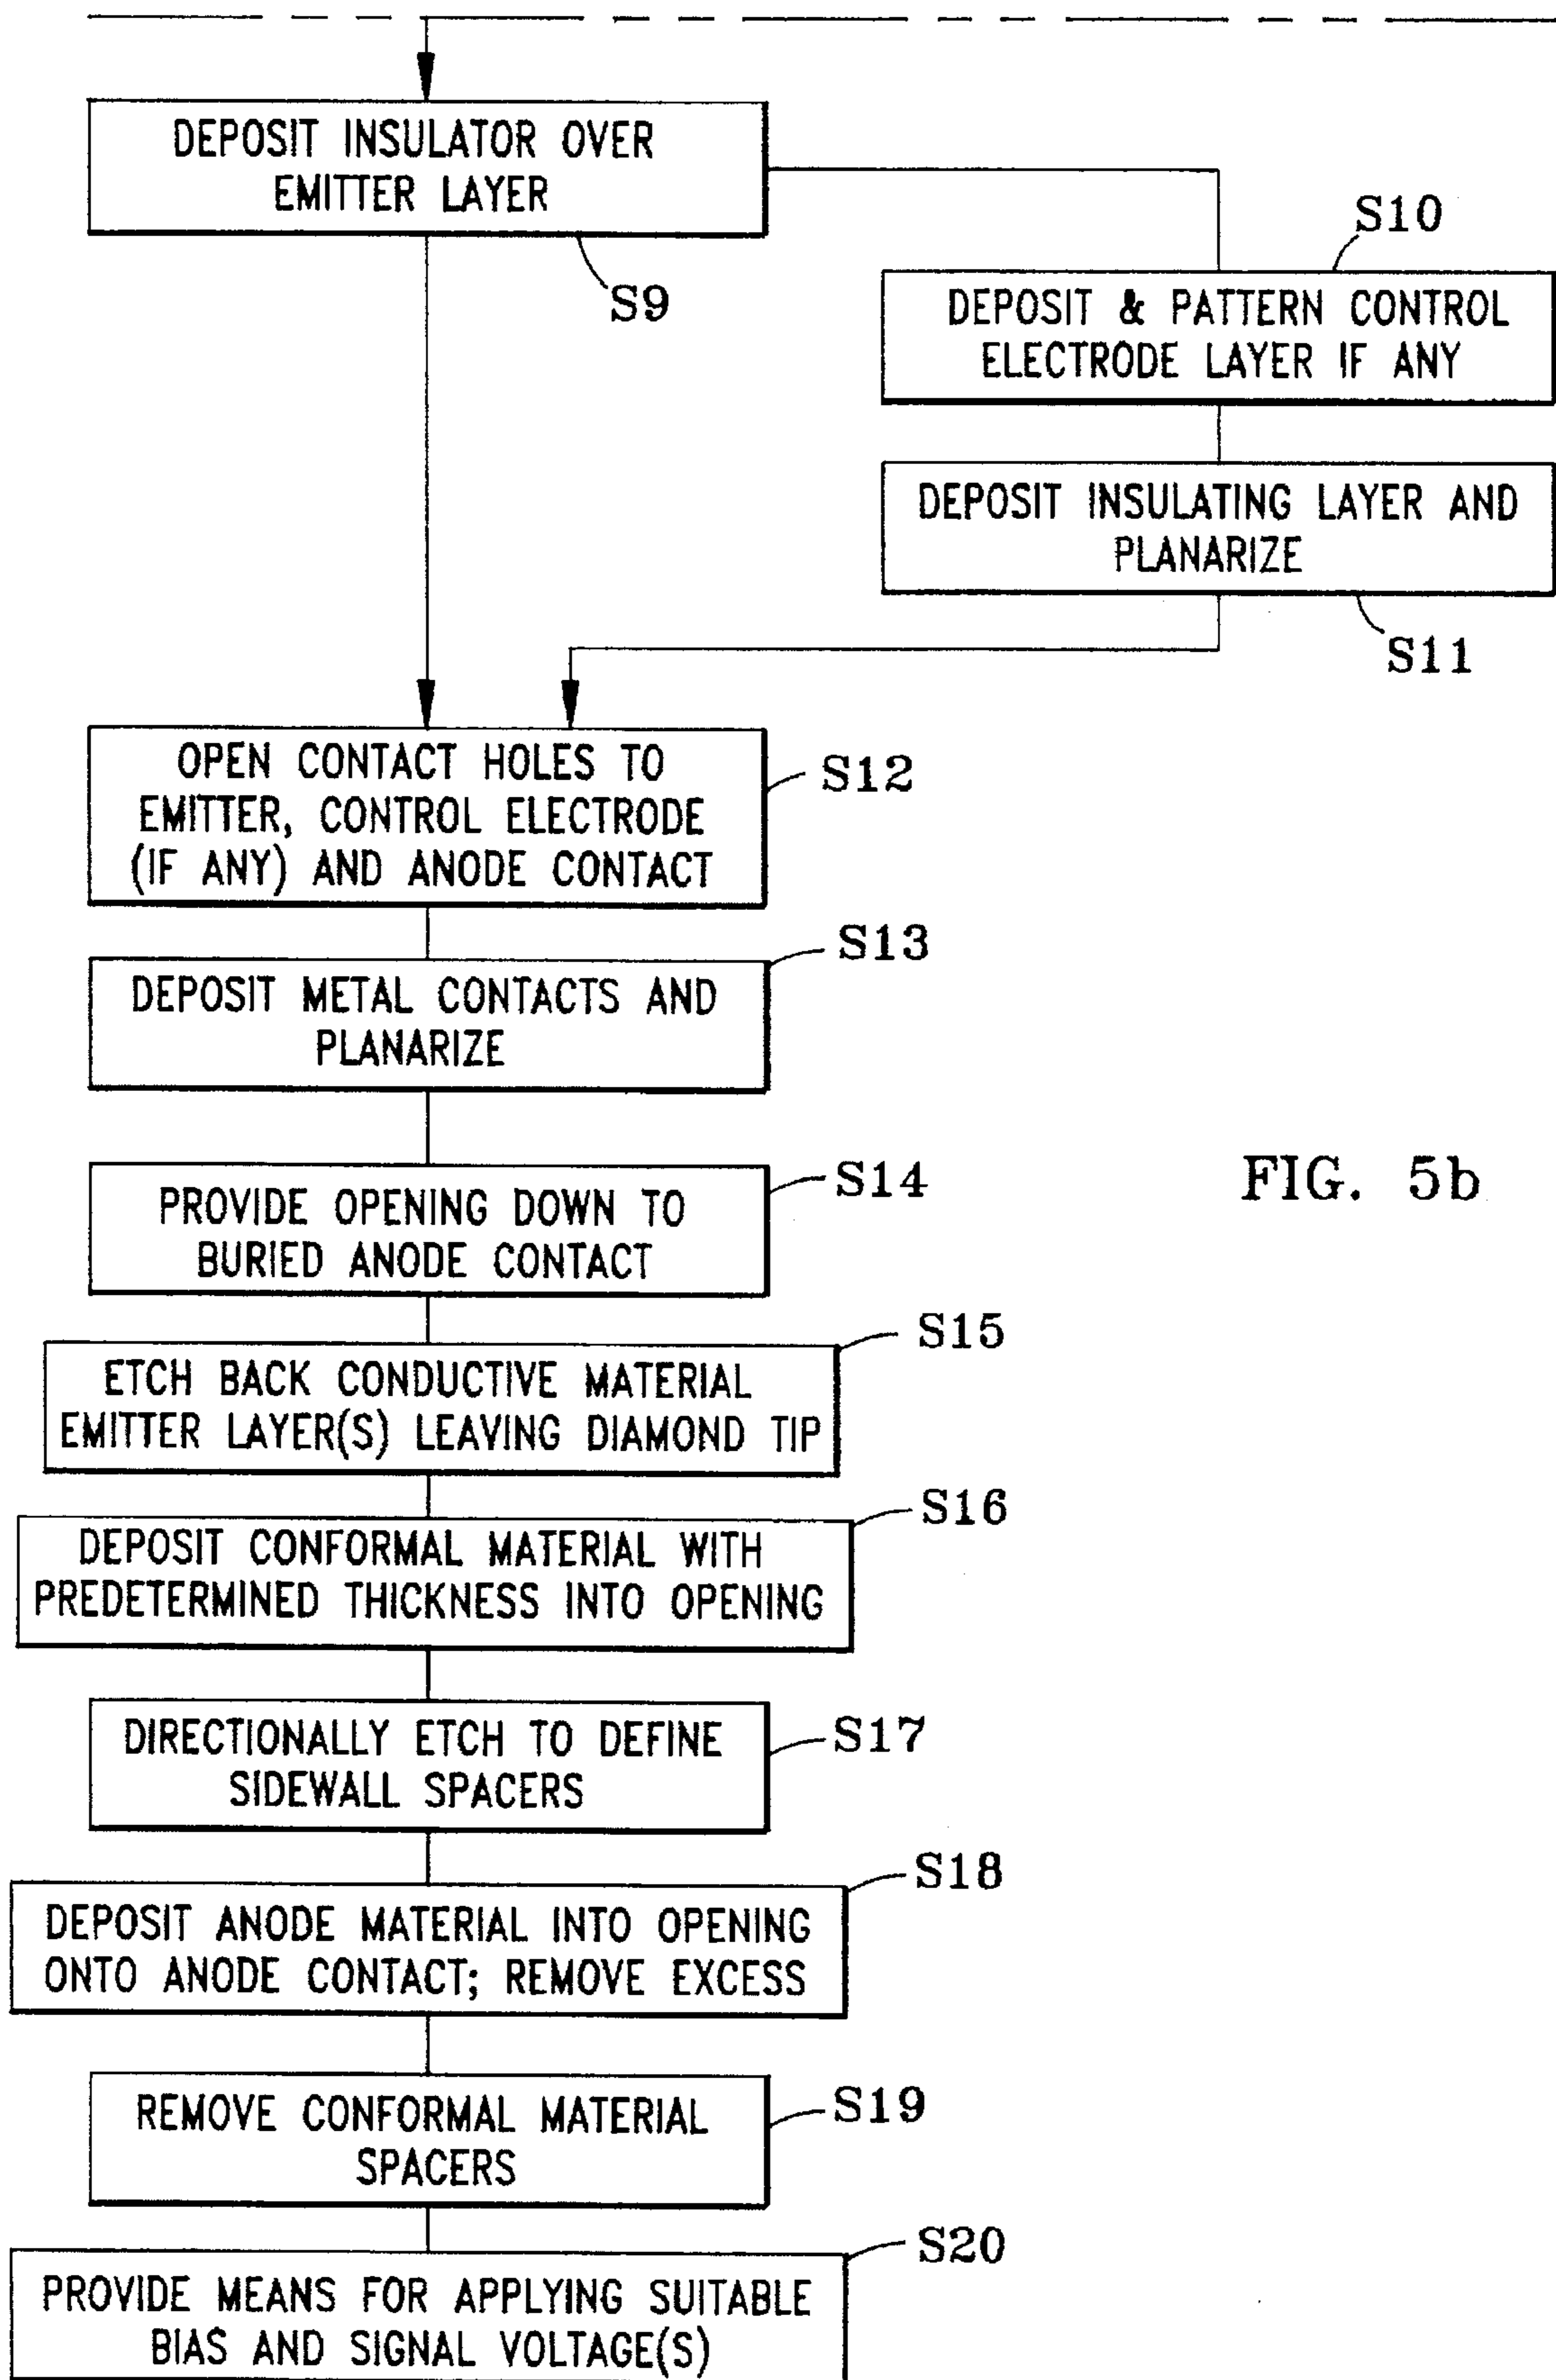 DEPOSIT INSULATOR OVER
EMITTER LAYER
S9
S10
DEPOSIT & PATTERN CONTROL
ELECTRODE LAYER IF ANY
DEPOSIT INSULATING LAYER AND
PLANARIZE
S11
OPEN CONTACT HOLES TO
EMITTER, CONTROL ELECTRODE
(IF ANY) AND ANODE CONTACT
S12
DEPOSIT METAL CONTACTS AND
PLANARIZE
S13
PROVIDE OPENING DOWN TO
BURIED ANODE CONTACT
S14
FIG. 5b
ETCH BACK CONDUCTIVE MATERIAL
EMITTER LAYER(S) LEAVING DIAMOND TIP
S15
DEPOSIT CONFORMAL MATERIAL WITH
PREDETERMINED THICKNESS INTO OPENING
S16
DIRECTIONALLY ETCH TO DEFINE
SIDEWALL SPACERS
S17
DEPOSIT ANODE MATERIAL INTO OPENING
ONTO ANODE CONTACT; REMOVE EXCESS
S18
REMOVE CONFORMAL MATERIAL
SPACERS
S19
PROVIDE MEANS FOR APPLYING SUITABLE
BIAS AND SIGNAL VOLTAGE(S)
S20